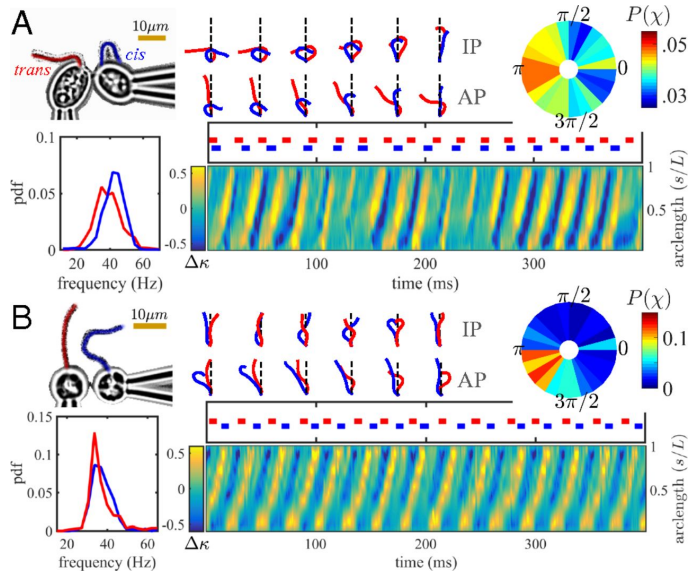 A
10μm
trans
cis
IP
AP
π/2
π
0
3π/2
P(χ)
.05
.03
0.1
0.05
0
pdf
20
40
60
frequency (Hz)
0.5
0
-0.5
Δκ
1
0.5
arclength (s/L)
100
200
300
time (ms)
B
10μm
IP
AP
π/2
π
0
3π/2
P(χ)
0.1
0
0.15
0.10
0.05
0
pdf
20
40
60
frequency (Hz)
0.5
0
-0.5
Δκ
1
0.5
arclength (s/L)
100
200
300
time (ms)